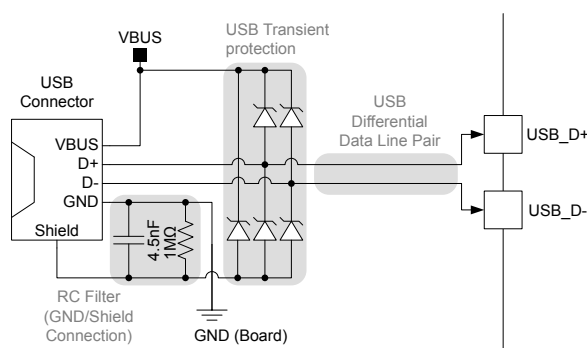 USB Transient
protection
VBUS
USB
Connector
USB
Differential
Data Line Pair
VBUS
D+
D-
GND
Shield
USB_D+
USB_D-
4.5nF
1MΩ
RC Filter
(GND/Shield
Connection)
GND (Board)